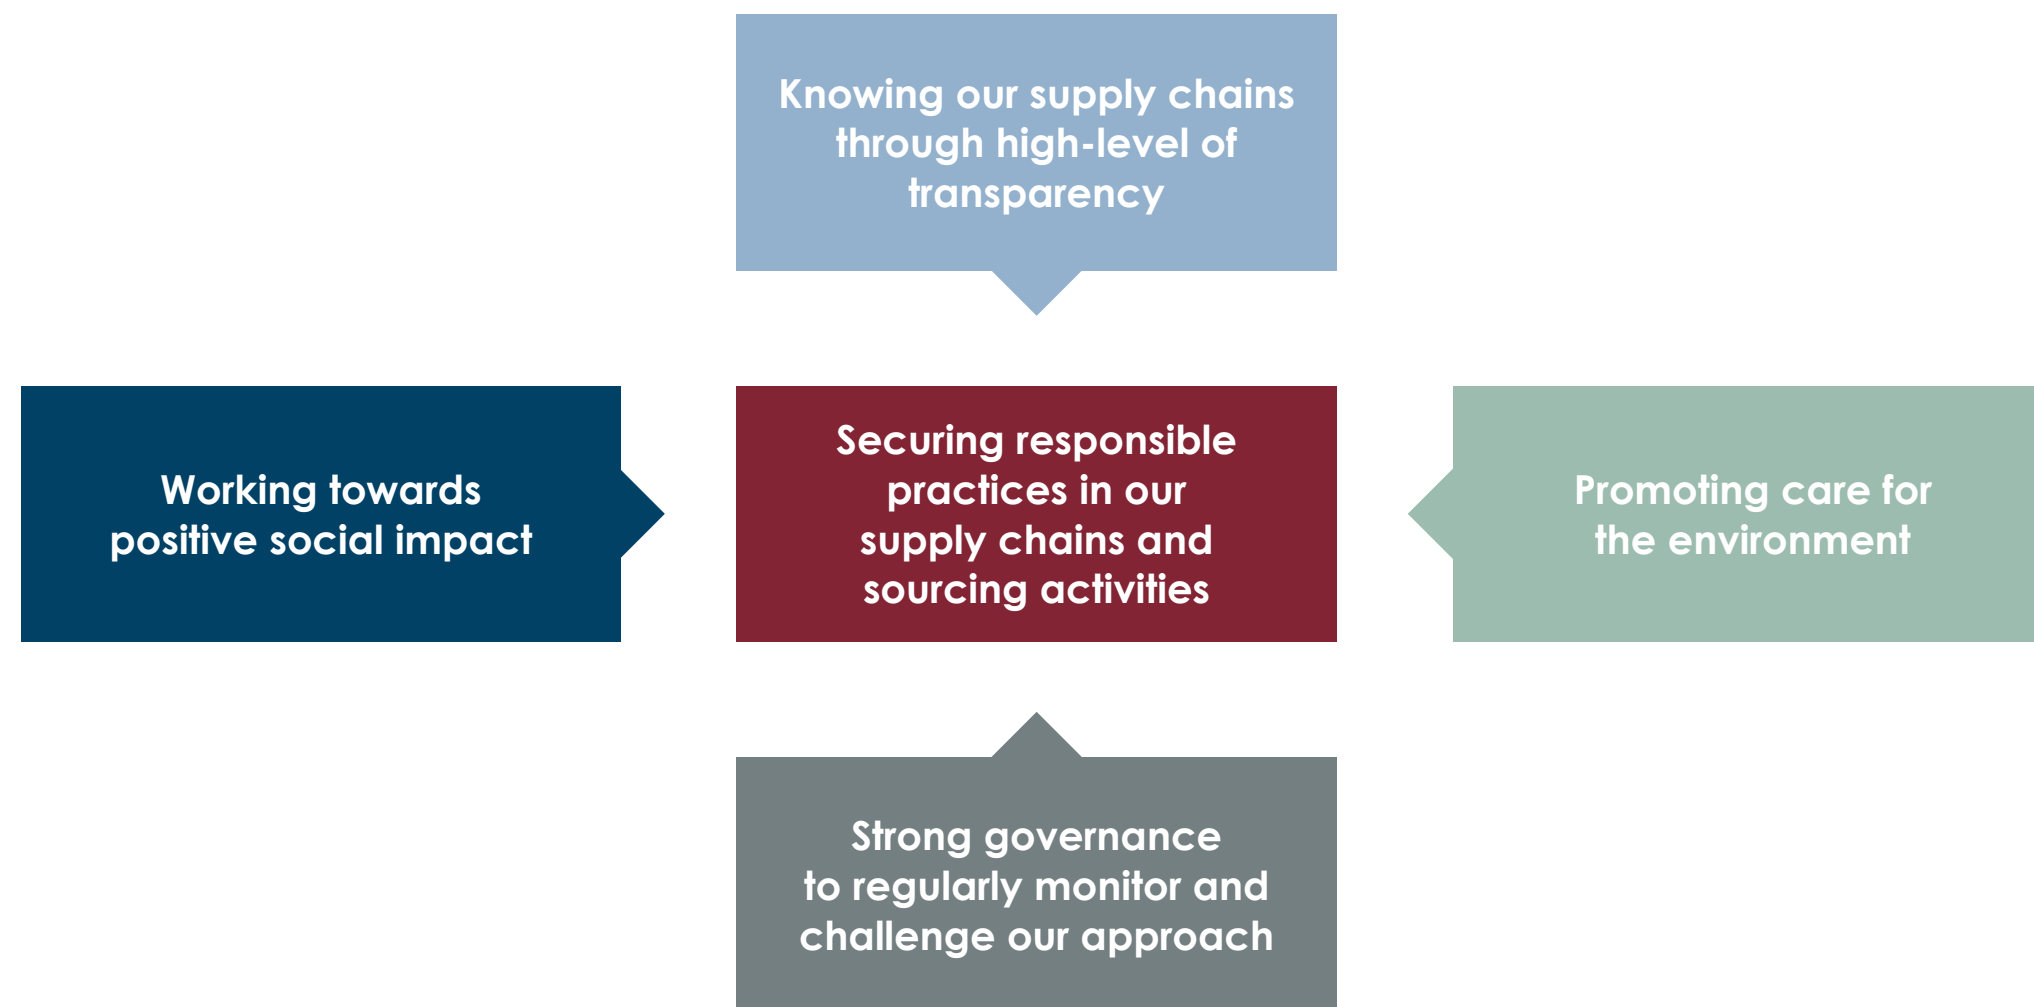 Knowing our supply chains
through high-level of
transparency
Working towards
positive social impact
Securing responsible
practices in our
supply chains and
sourcing activities
Promoting care for
the environment
Strong governance
to regularly monitor and
challenge our approach